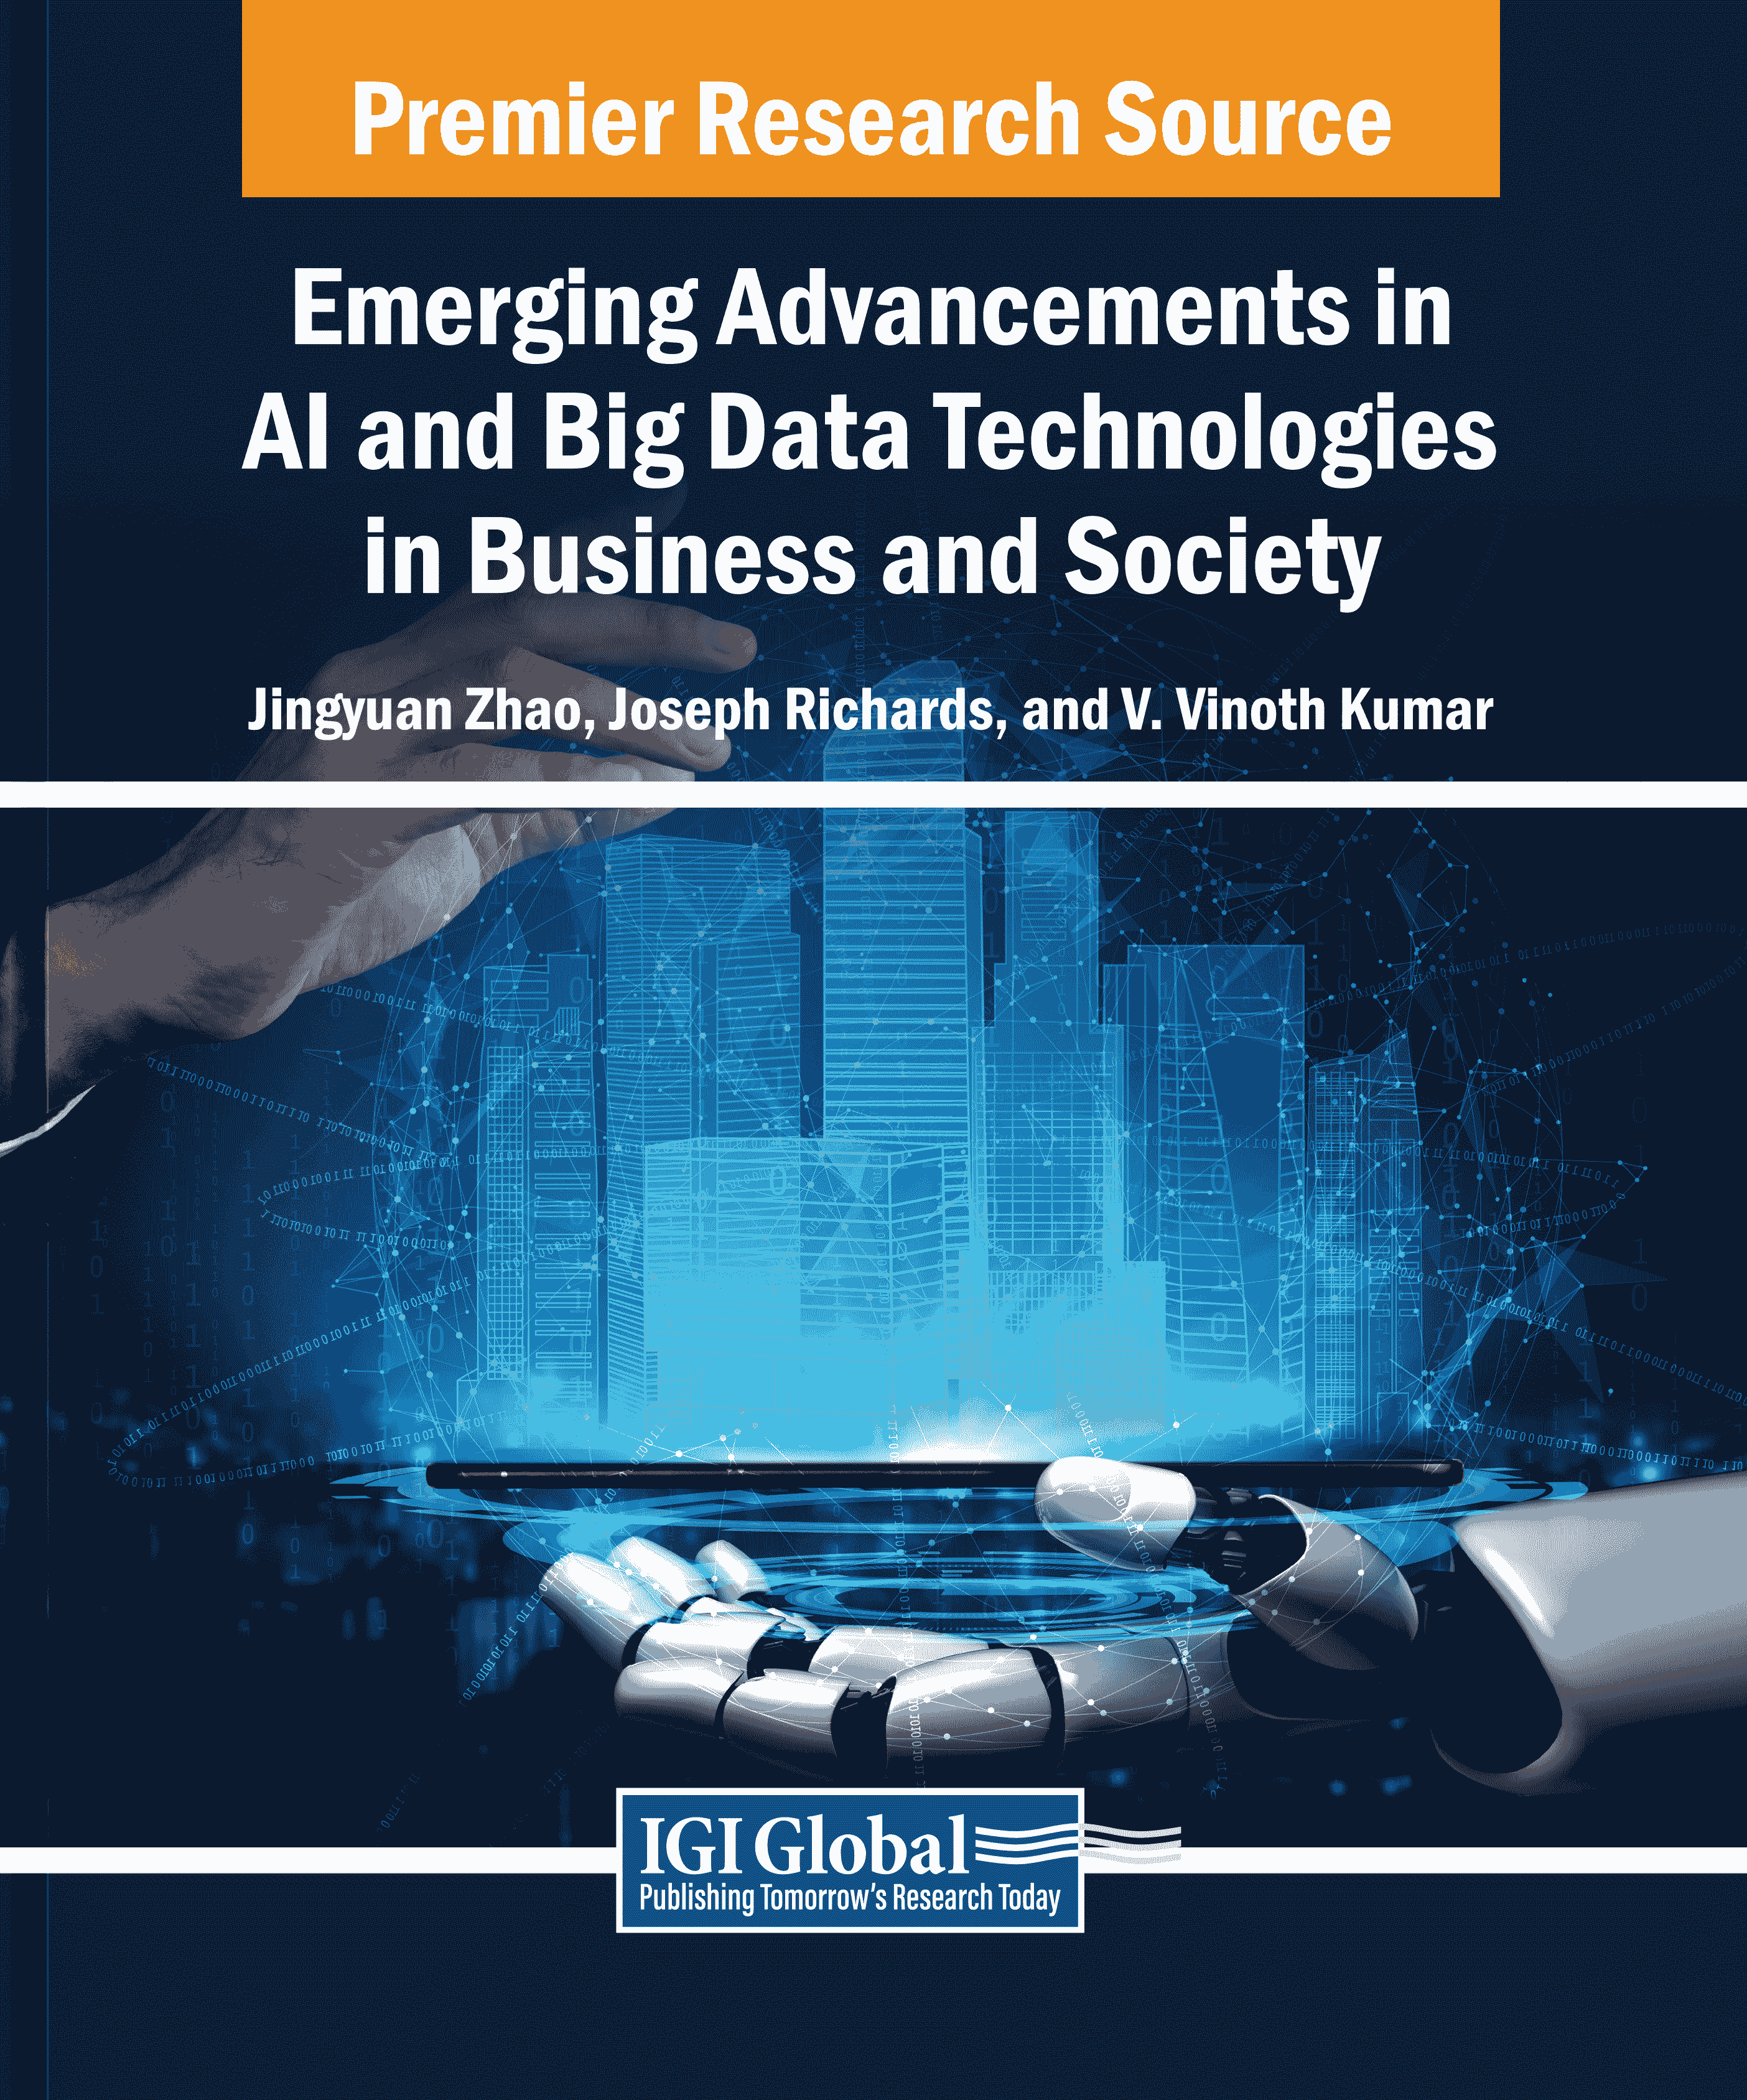 Premier Research Source
Emerging Advancements in
AI and Big Data Technologies
in Business and Society
Jingyuan Zhao, Joseph Richards, and V. Vinoth Kumar
IGI Global
Publishing Tomorrow's Research Today